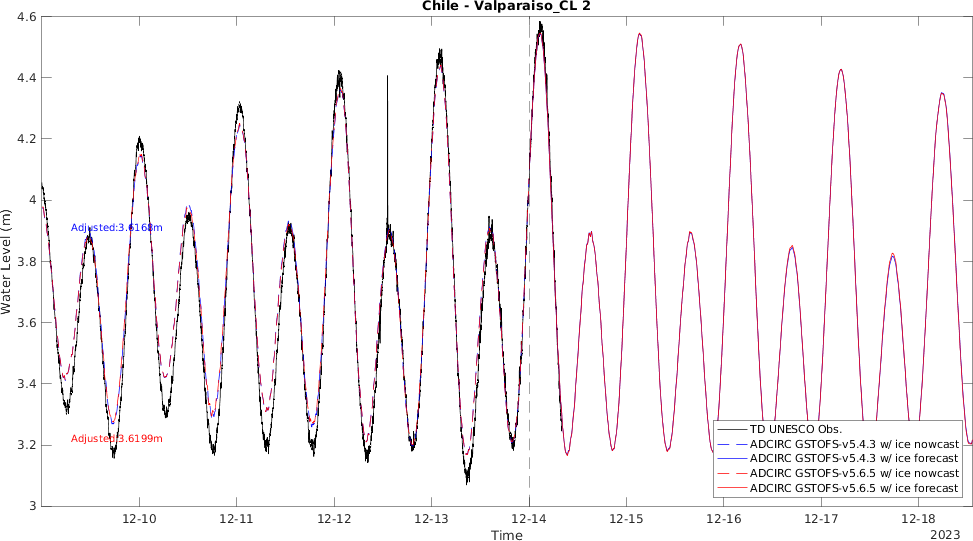 Chile - Valparaiso_CL 2
4.6
4.4
4.2
4
3.8
3.6
3.4
3.2
3
Water Level (m)
Adjusted:3.6168m
Adjusted:3.6199m
TD UNESCO Obs.
ADCIRC GSTOFS-v5.4.3 w/ ice nowcast
ADCIRC GSTOFS-v5.4.3 w/ ice forecast
ADCIRC GSTOFS-v5.6.5 w/ ice nowcast
ADCIRC GSTOFS-v5.6.5 w/ ice forecast
12-10 12-11 12-12 12-13 12-14 12-15 12-16 12-17 12-18
Time
2023